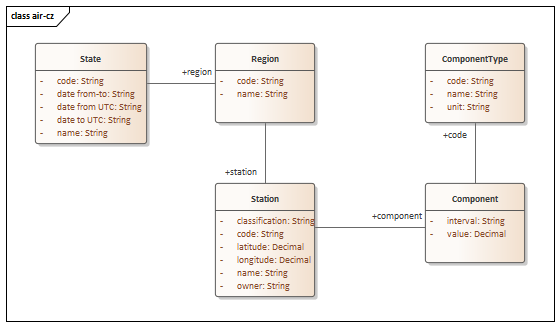 class air-cz
State
- code: String
- date from-to: String
- date from UTC: String
- date to UTC: String
- name: String
+region
Region
- code: String
- name: String
ComponentType
- code: String
- name: String
- unit: String
+code
+station
Station
- classification: String
- code: String
- latitude: Decimal
- longitude: Decimal
- name: String
- owner: String
+component
Component
- interval: String
- value: Decimal